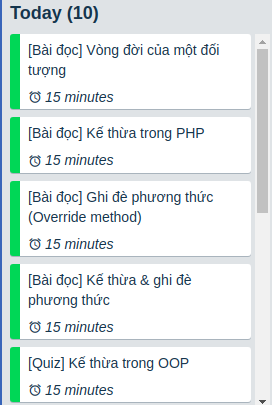 Today (10)
[Bài đọc] Vòng đời của một đối
tượng
15 minutes
[Bài đọc] Kế thừa trong PHP
15 minutes
[Bài đọc] Ghi đè phương thức
(Override method)
15 minutes
[Bài đọc] Kế thừa & ghi đè
phương thức
15 minutes
[Quiz] Kế thừa trong OOP
15 minutes